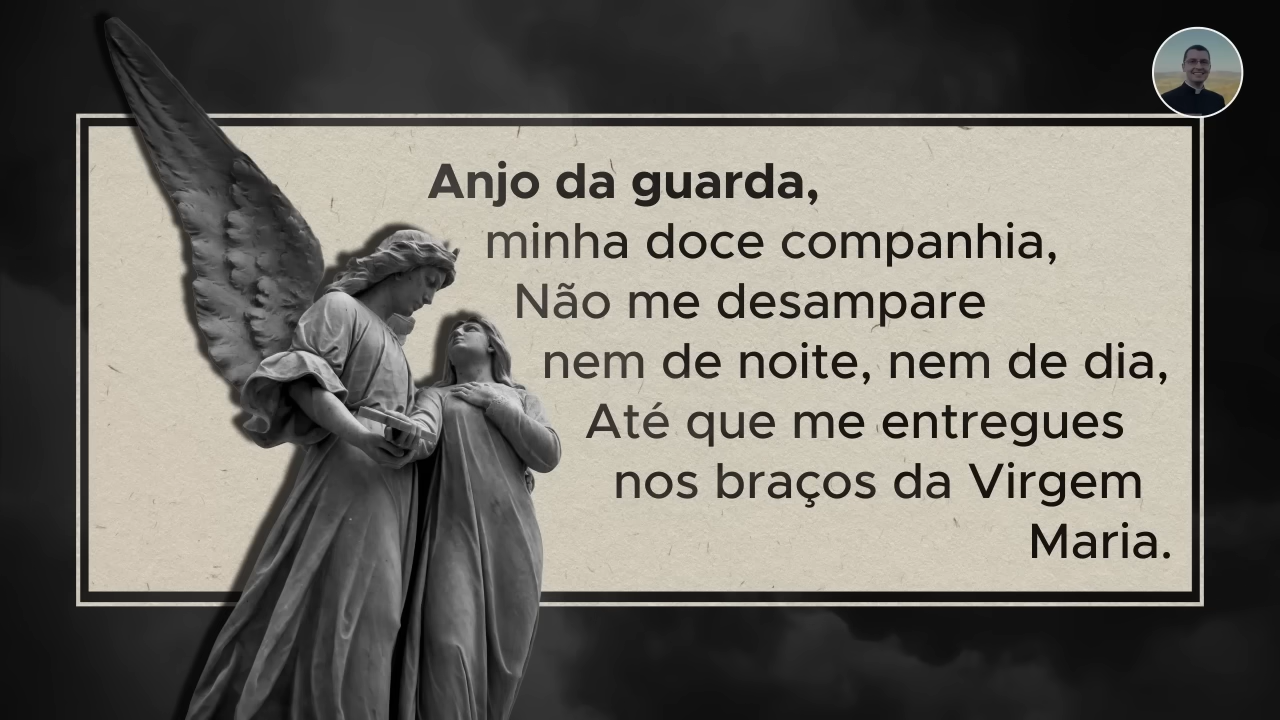 Anjo da guarda,
minha doce companhia,
Não me desampare
nem de noite, nem de dia,
Até que me entregues
nos braços da Virgem
Maria.